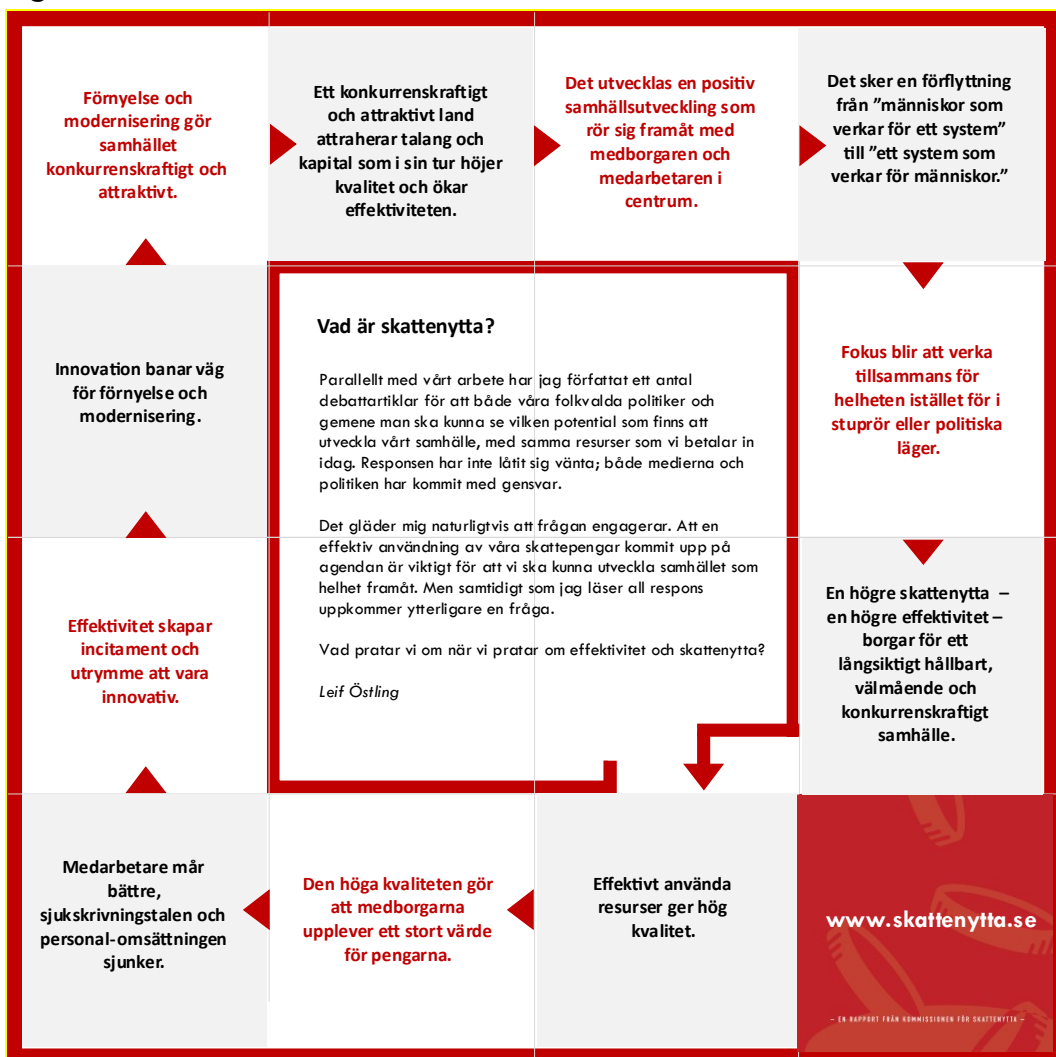 Förnyelse och
modernisering gör
samhället
konkurrenskraftigt och
attraktivt.
Ett konkurrenskraftigt
och attraktivt land
attraherar talang och
kapital som i sin tur höjer
kvalitet och ökar
effektiviteten.
Det utvecklas en positiv
samhällsutveckling som
rör sig framåt med
medborgaren och
medarbetaren i
centrum.
Det sker en förflyttning
från ”människor som
verkar för ett system”
till ”ett system som
verkar för människor.”
Innovation banar väg
för förnyelse och
modernisering.
Vad är skattenytta?
Parallellt med vårt arbete har jag författat ett antal
debattartiklar för att både våra folkvalda politiker och
gemene man ska kunna se vilken potential som finns att
utveckla vårt samhälle, med samma resurser som vi betalar in
idag. Responsen har inte låtit sig vänta; både medierna och
politiken har kommit med gensvar.
Det gläder mig naturligtvis att frågan engagerar. Att en
effektiv användning av våra skattepengar kommit upp på
agendan är viktigt för att vi ska kunna utveckla samhället som
helhet framåt. Men samtidigt som jag läser all respons
uppkommer ytterligare en fråga.
Vad pratar vi om när vi pratar om effektivitet och skattenytta?
Leif Östling
Fokus blir att verka
tillsammans för
helheten istället för i
stuprör eller politiska
läger.
Effektivitet skapar
incitament och
utrymme att vara
innovativ.
En högre skattenytta –
en högre effektivitet –
borgar för ett
långsiktigt hållbart,
välmående och
konkurrenskraftigt
samhälle.
Medarbetare mår
bättre,
sjukskrivningstalen och
personal-omsättningen
sjunker.
Den höga kvaliteten gör
att medborgarna
upplever ett stort värde
för pengarna.
Effektivt använda
resurser ger hög
kvalitet.
www.skattenytta.se
– EN RAPPORT FRÅN KOMMISSIONEN FÖR SKATTENYTTA –